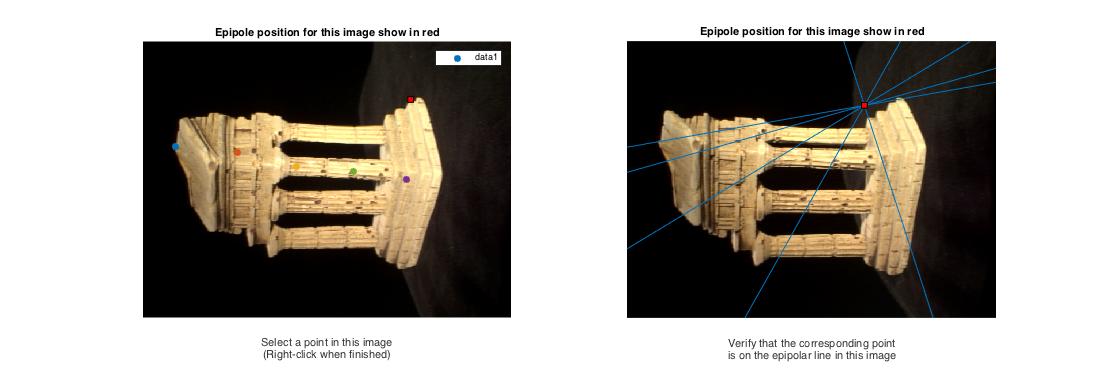 Epipole position for this image show in red
data1
Select a point in this image
(Right-click when finished)
Epipole position for this image show in red
Verify that the corresponding point
is on the epipolar line in this image